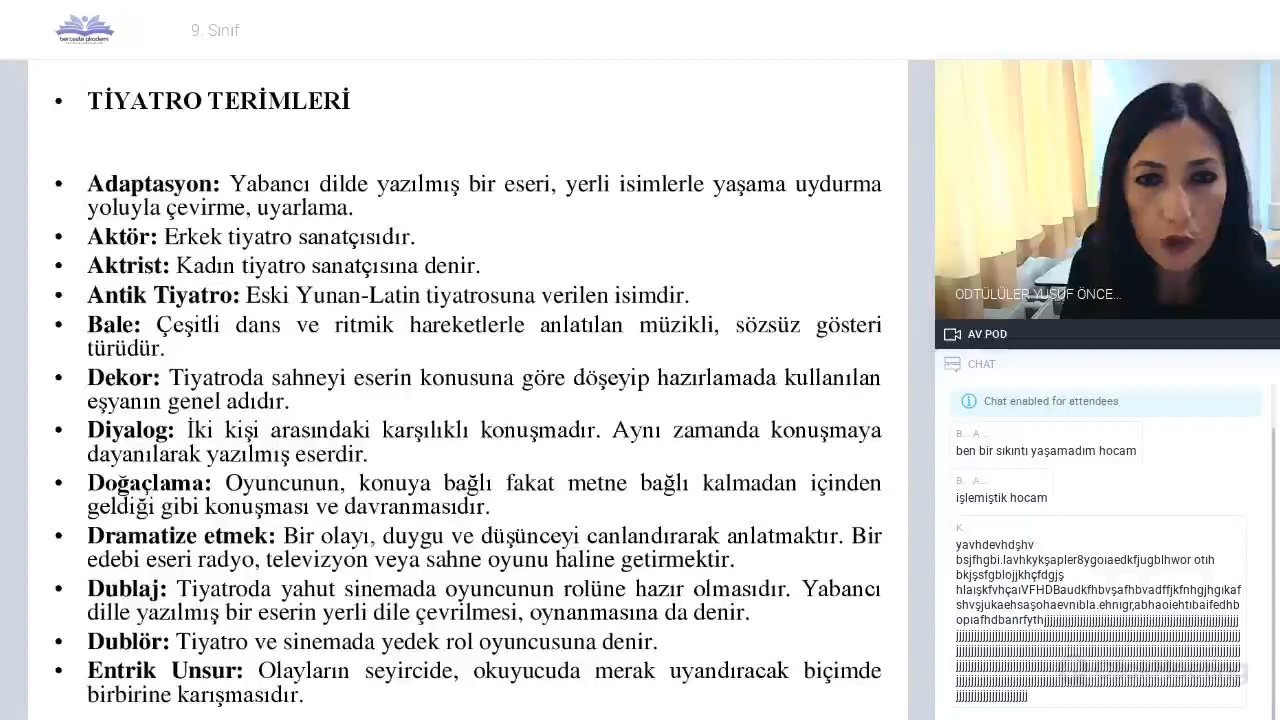 berceste akademi
9. Sınıf
• TİYATRO TERİMLERİ
• Adaptasyon: Yabancı dilde yazılmış bir eseri, yerli isimlerle yaşama uydurma
yoluyla çevirme, uyarlama.
• Aktör: Erkek tiyatro sanatçısıdır.
• Aktrist: Kadın tiyatro sanatçısına denir.
• Antik Tiyatro: Eski Yunan-Latin tiyatrosuna verilen isimdir.
• Bale: Çeşitli dans ve ritmik hareketlerle anlatılan müzikli, sözsüz gösteri
türüdür.
• Dekor: Tiyatroda sahneyi eserin konusuna göre döşeyip hazırlamada kullanılan
eşyanın genel adıdır.
• Diyalog: İki kişi arasındaki karşılıklı konuşmadır. Aynı zamanda konuşmaya
dayanılarak yazılmış eserdir.
• Doğaçlama: Oyuncunun, konuya bağlı fakat metne bağlı kalmadan içinden
geldiği gibi konuşması ve davranmasıdır.
• Dramatize etmek: Bir olayı, duygu ve düşünceyi canlandırarak anlatmaktır. Bir
edebi eseri radyo, televizyon veya sahne oyunu haline getirmektir.
• Dublaj: Tiyatroda yahut sinemada oyuncunun rolüne hazır olmasıdır. Yabancı
dille yazılmış bir eserin yerli dile çevrilmesi, oynanmasına da denir.
• Dublör: Tiyatro ve sinemada yedek rol oyuncusuna denir.
• Entrik Unsur: Olayların seyircide, okuyucuda merak uyandıracak biçimde
birbirine karışmasıdır.
ODTÜLÜLER YUSUF ÖNCE...
AV POD
CHAT
Chat enabled for attendees
B. A...
ben bir sıkıntı yaşamadım hocam
B. A...
işlemiştik hocam
K.
yavhdevhdşhv